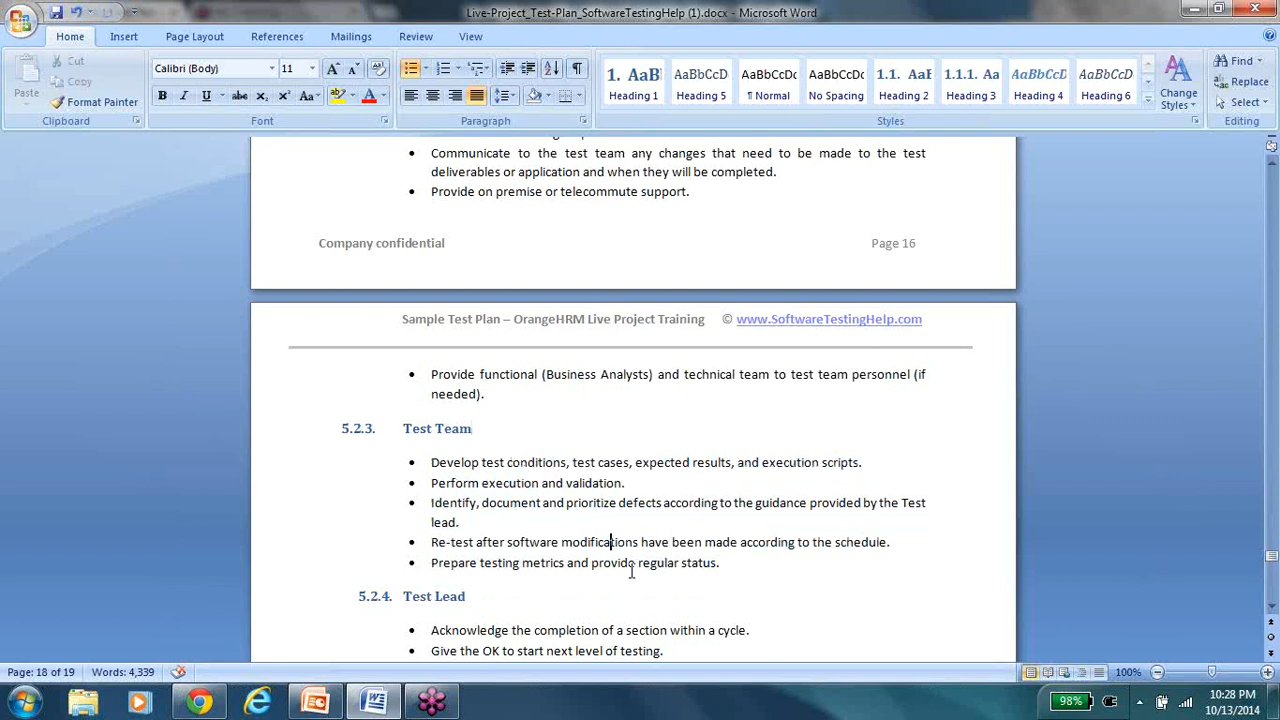 Live-Project_Test-Plan_SoftwareTestingHelp (1).docx - Microsoft Word
Home Insert Page Layout References Mailings Review View
Paste
Cut
Copy
Format Painter
Clipboard
Calibri (Body) 11
B I U abc x₂ x² Aa
Font
Paragraph
1. AaB AaBbCcD AaBbCcDc AaBbCcDc 1.1. AaB 1.1.1. Aa AaBbCcD AaBbCcD
Heading 1 Heading 5 ¶ Normal No Spacing Heading 2 Heading 3 Heading 4 Heading 6
Styles
Change
Styles
Find
Replace
Select
Editing
• Communicate to the test team any changes that need to be made to the test
deliverables or application and when they will be completed.
• Provide on premise or telecommute support.
Company confidential Page 16
Sample Test Plan – OrangeHRM Live Project Training © www.SoftwareTestingHelp.com
• Provide functional (Business Analysts) and technical team to test team personnel (if
needed).
5.2.3. Test Team
• Develop test conditions, test cases, expected results, and execution scripts.
• Perform execution and validation.
• Identify, document and prioritize defects according to the guidance provided by the Test
lead.
• Re-test after software modifications have been made according to the schedule.
• Prepare testing metrics and provide regular status.
5.2.4. Test Lead
• Acknowledge the completion of a section within a cycle.
• Give the OK to start next level of testing.
Page: 18 of 19 Words: 4,339 100%
98%
10:28 PM
10/13/2014